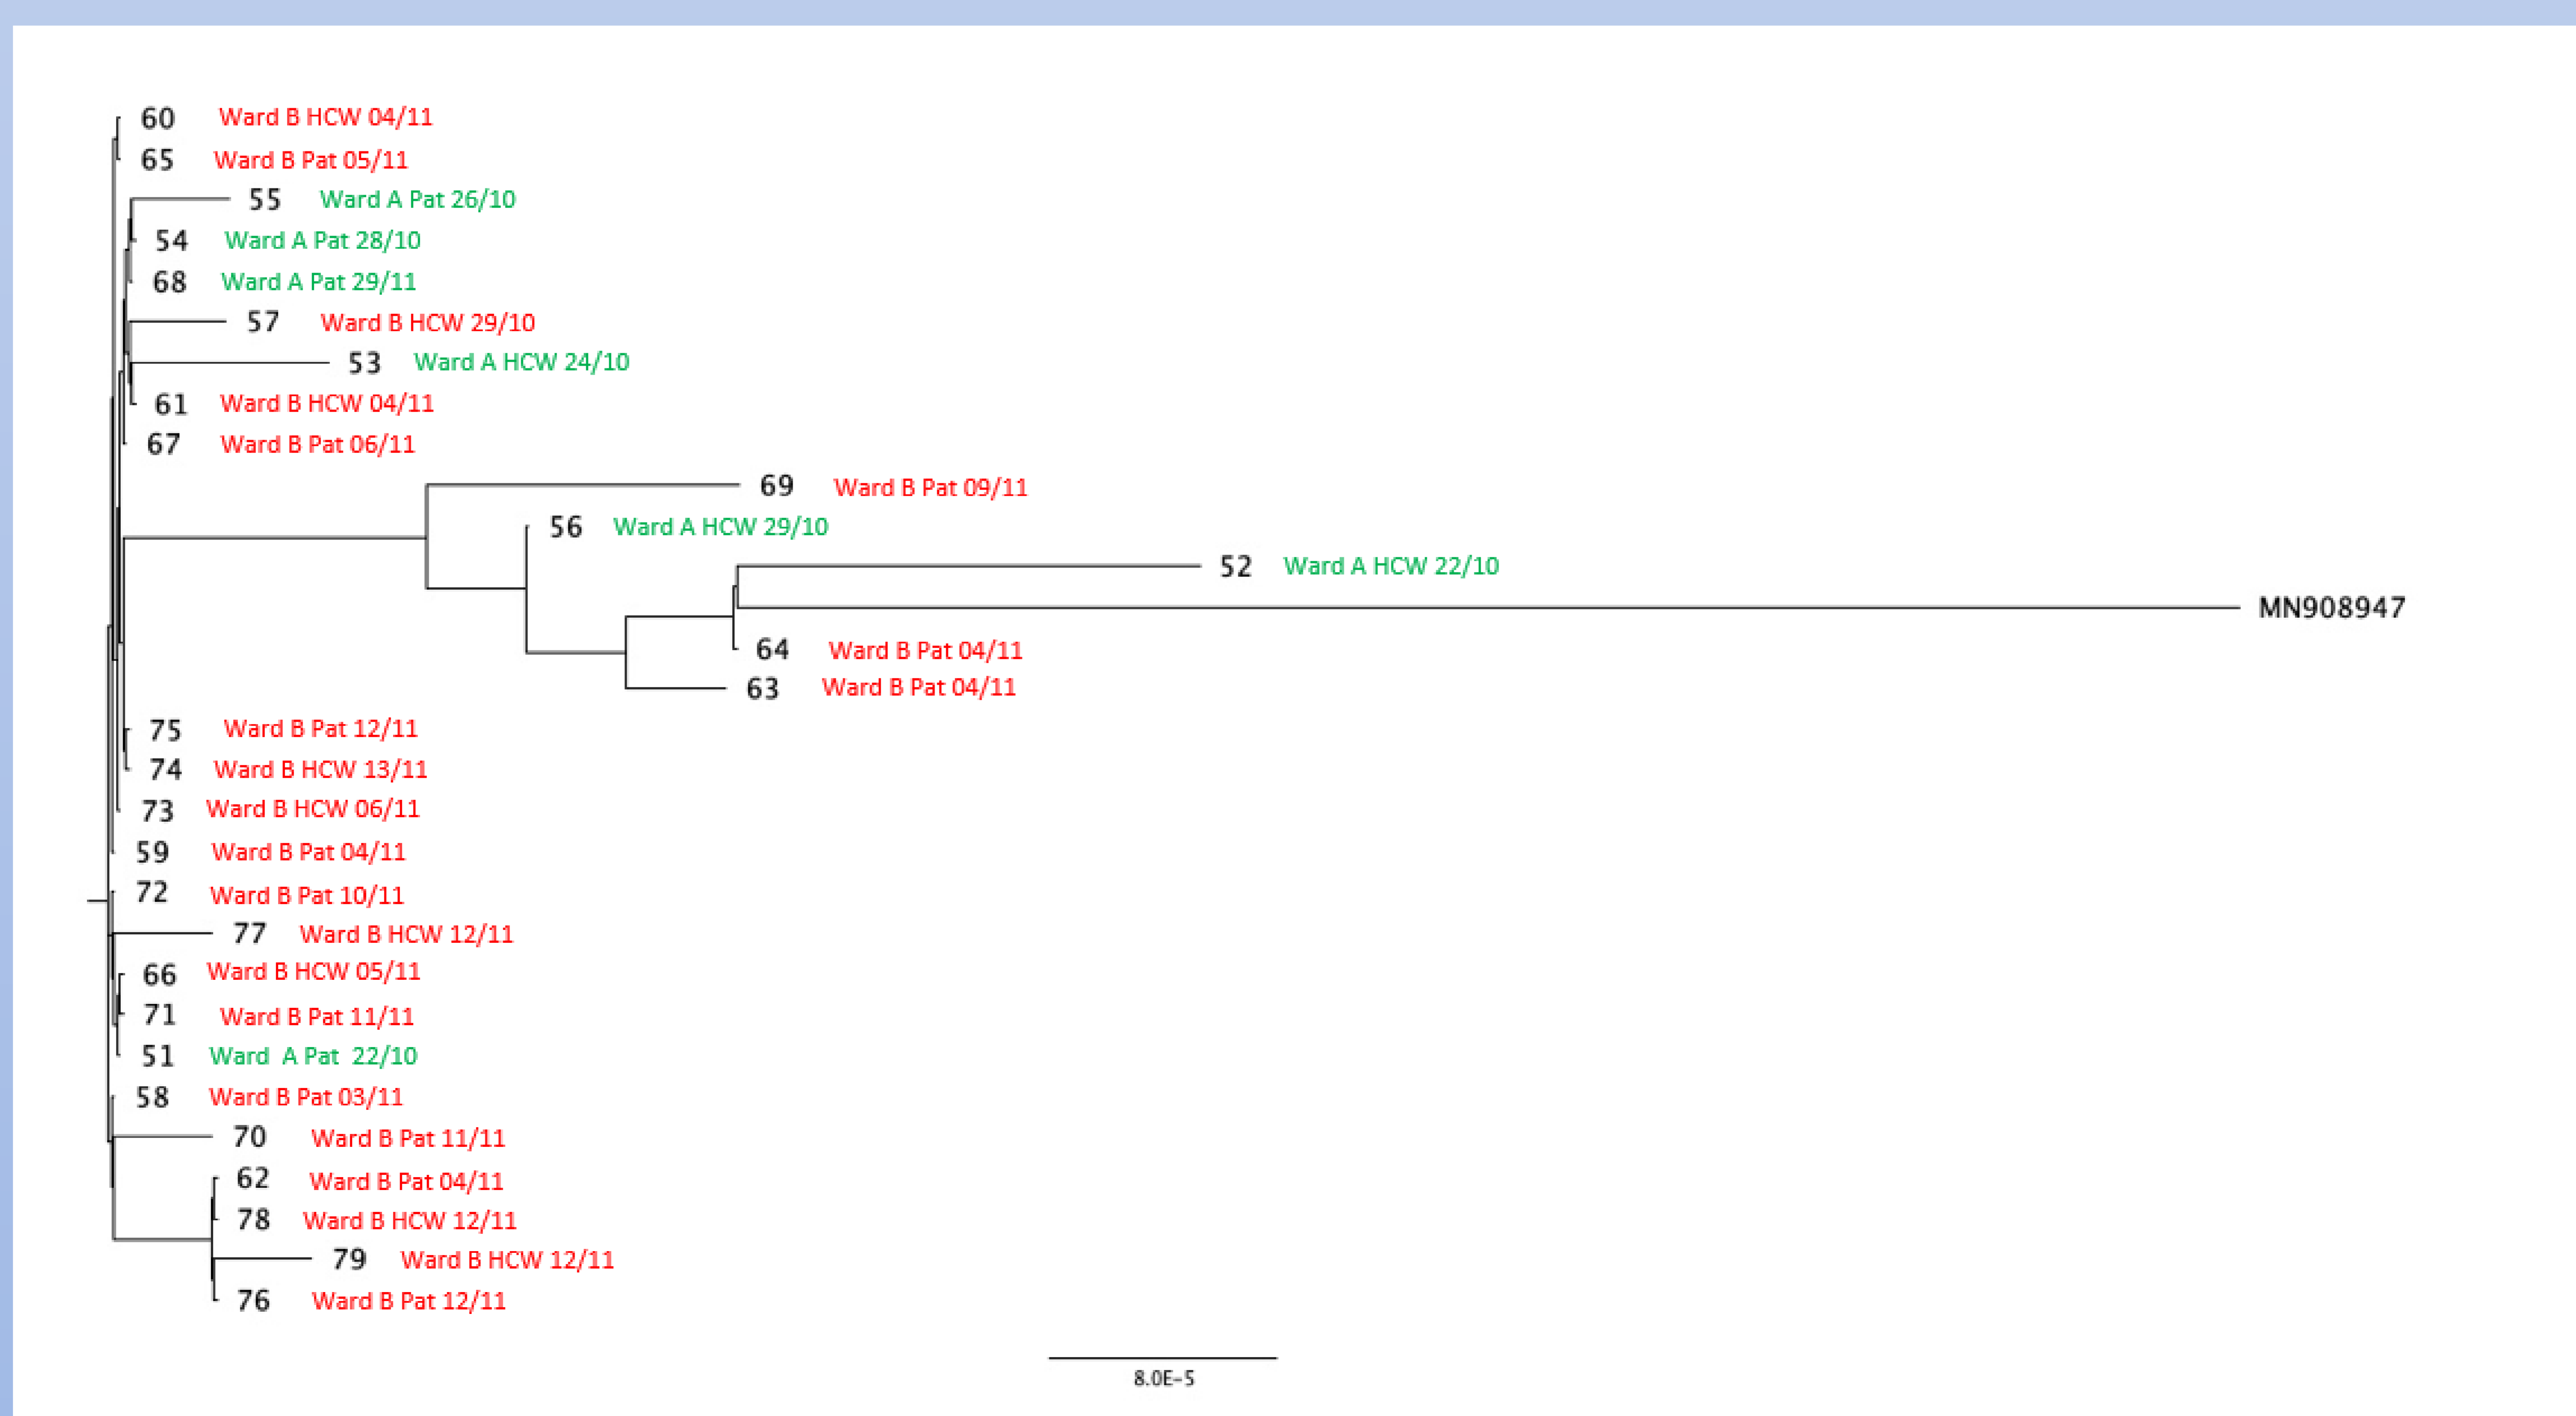 60 Ward B HCW 04/11
65 Ward B Pat 05/11
55 Ward A Pat 26/10
54 Ward A Pat 28/10
68 Ward A Pat 29/11
57 Ward B HCW 29/10
53 Ward A HCW 24/10
61 Ward B HCW 04/11
67 Ward B Pat 06/11
69 Ward B Pat 09/11
56 Ward A HCW 29/10
52 Ward A HCW 22/10
MN908947
64 Ward B Pat 04/11
63 Ward B Pat 04/11
75 Ward B Pat 12/11
74 Ward B HCW 13/11
73 Ward B HCW 06/11
59 Ward B Pat 04/11
72 Ward B Pat 10/11
77 Ward B HCW 12/11
66 Ward B HCW 05/11
71 Ward B Pat 11/11
51 Ward A Pat 22/10
58 Ward B Pat 03/11
70 Ward B Pat 11/11
62 Ward B Pat 04/11
78 Ward B HCW 12/11
79 Ward B HCW 12/11
76 Ward B Pat 12/11
8.0E-5